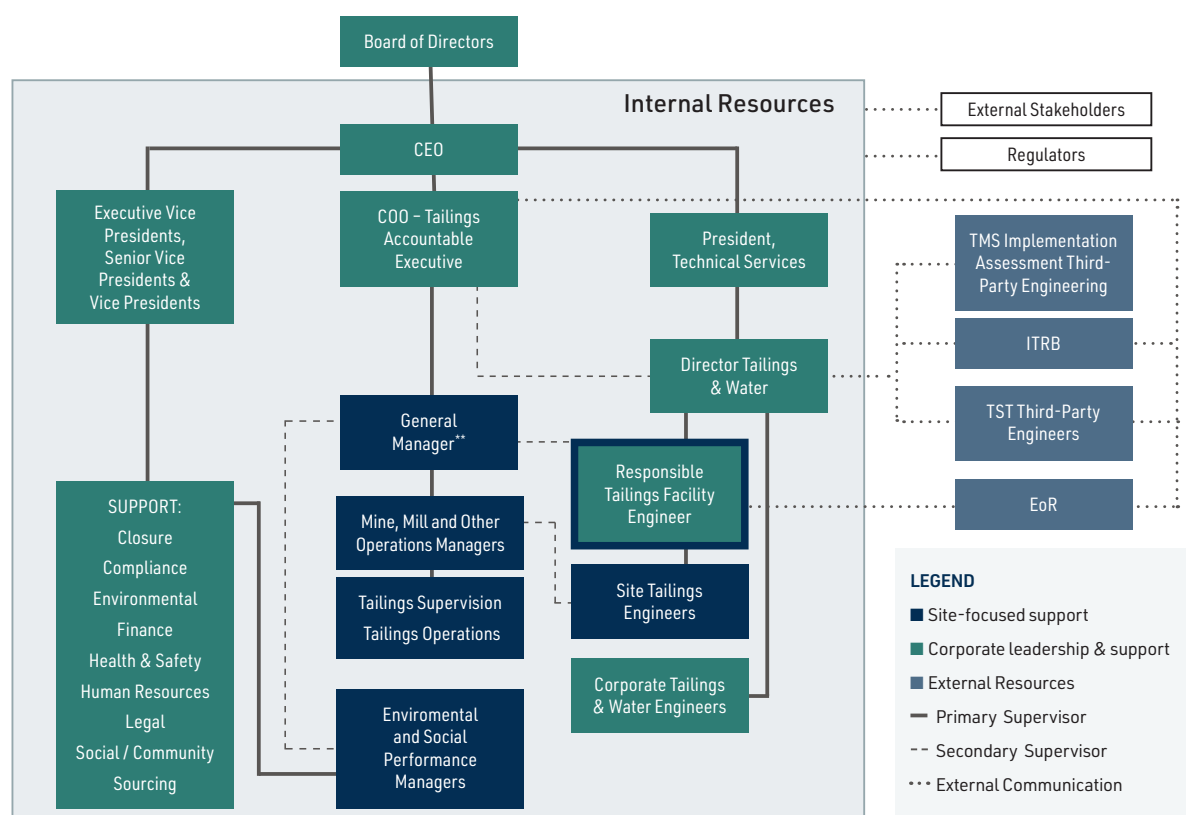 Board of Directors
Internal Resources
External Stakeholders
Regulators
CEO
Executive Vice
Presidents,
Senior Vice
Presidents &
Vice Presidents
COO – Tailings
Accountable
Executive
President,
Technical Services
TMS Implementation
Assessment Third-
Party Engineering
ITRB
TST Third-Party
Engineers
EoR
Director Tailings
& Water
General
Manager**
Responsible
Tailings Facility
Engineer
Mine, Mill and Other
Operations Managers
Tailings Supervision
Tailings Operations
Site Tailings
Engineers
Corporate Tailings
& Water Engineers
Enviromental
and Social
Performance
Managers
SUPPORT:
Closure
Compliance
Environmental
Finance
Health & Safety
Human Resources
Legal
Social / Community
Sourcing
LEGEND
Site-focused support
Corporate leadership & support
External Resources
Primary Supervisor
Secondary Supervisor
External Communication